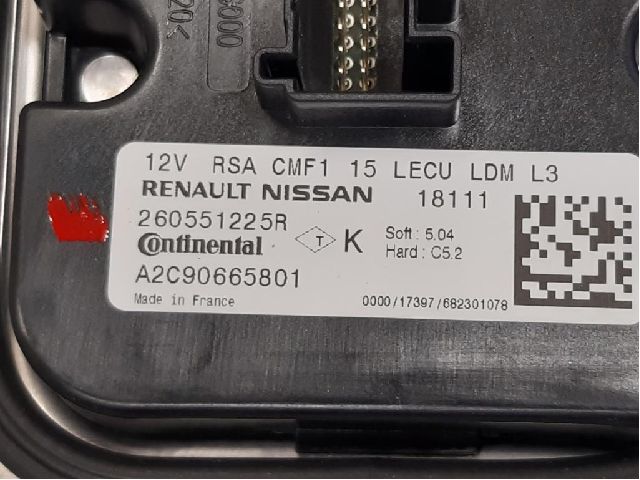 12V RSA CMF1 15 LECU LDM L3
RENAULT NISSAN 18111
260551225R
Continental T K Soft : 5.04
Hard : C5.2
A2C90665801
Made in France 0000/17397/682301078